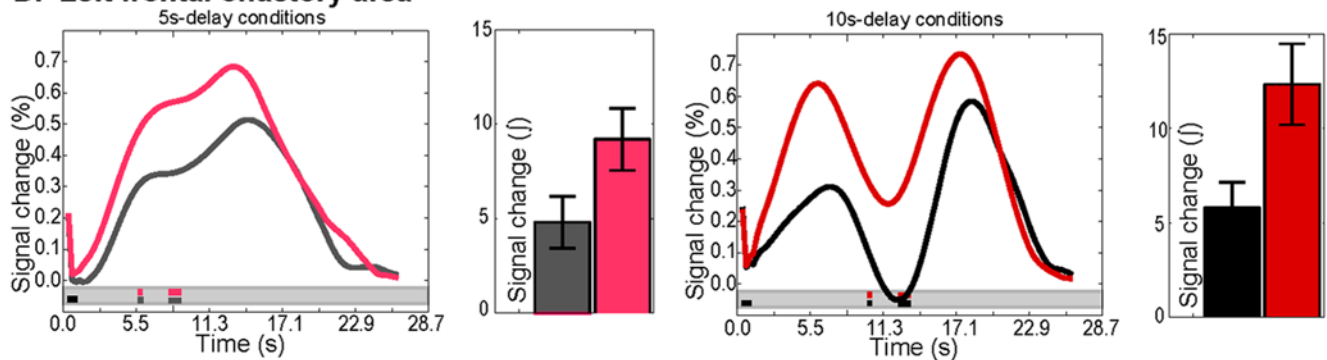 Left frontal olfactory area
5s-delay conditions
Signal change (%)
0.7
0.6
0.5
0.4
0.3
0.2
0.1
0.0
0.0 5.5 11.3 17.1 22.9 28.7
Time (s)
Signal change (∫)
15
10
5
0
10s-delay conditions
Signal change (%)
0.7
0.6
0.5
0.4
0.3
0.2
0.1
0.0
0.0 5.5 11.3 17.1 22.9 28.7
Time (s)
Signal change (∫)
15
10
5
0